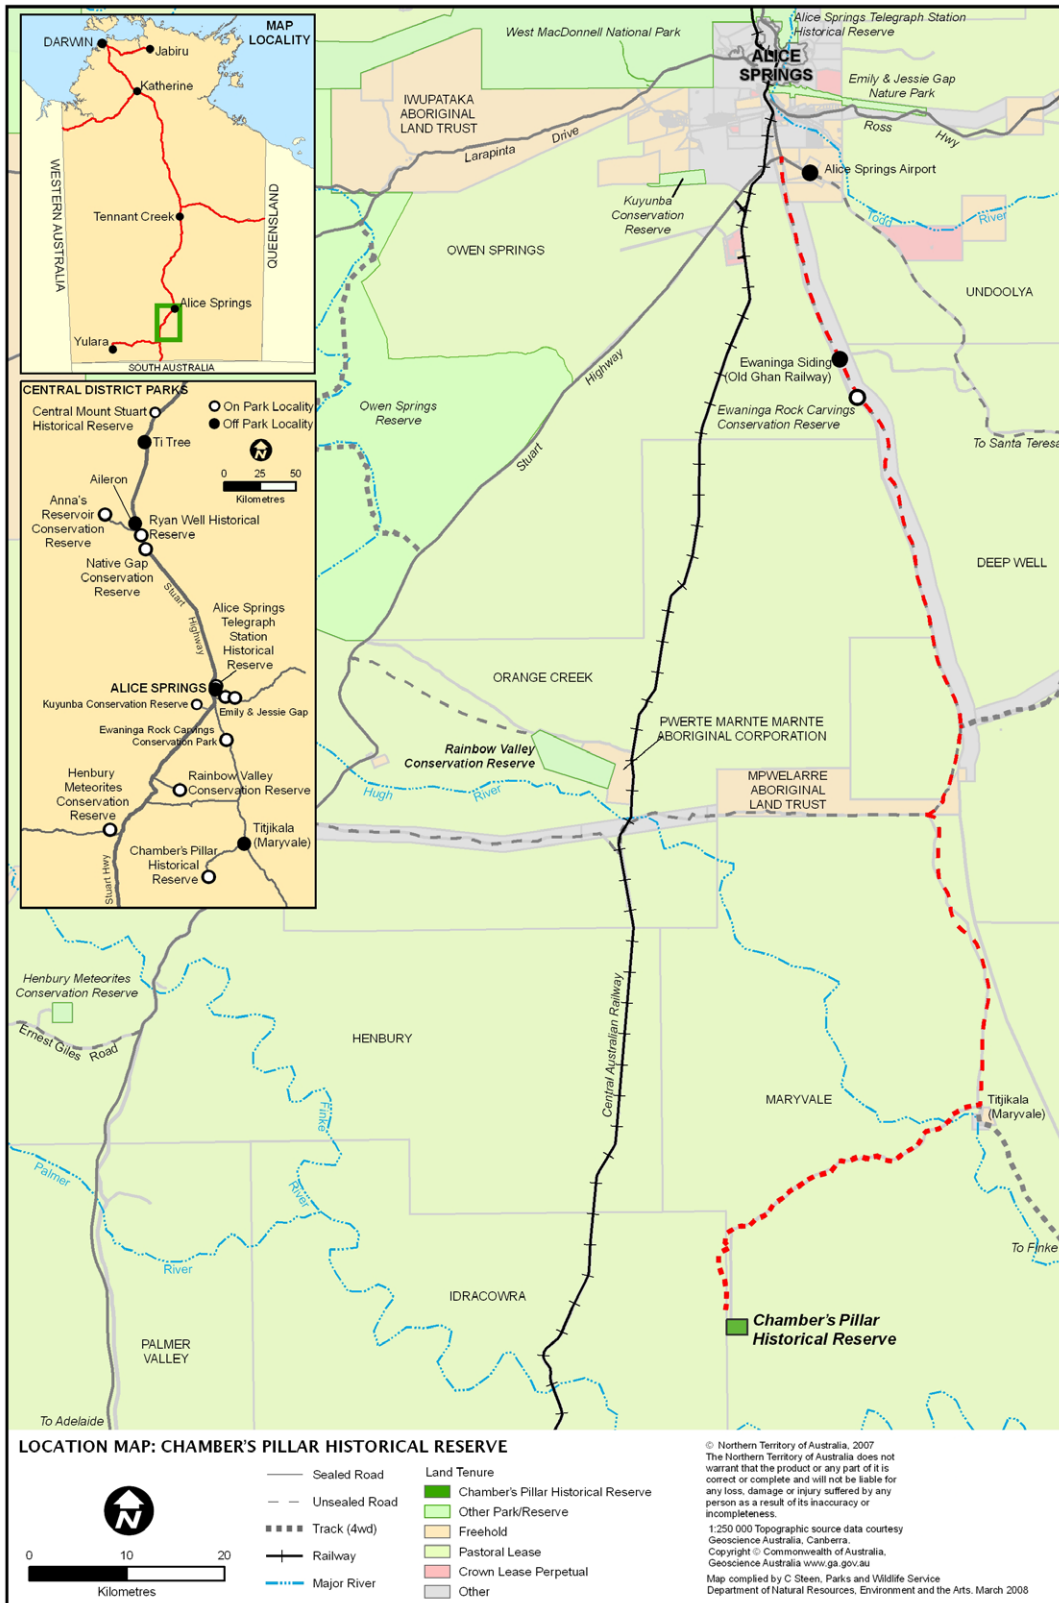 MAP
LOCALITY
DARWIN
Jabiru
Katherine
WESTERN AUSTRALIA
QUEENSLAND
Tennant Creek
Alice Springs
Yulara
SOUTH AUSTRALIA
CENTRAL DISTRICT PARKS
Central Mount Stuart
Historical Reserve
On Park Locality
Off Park Locality
Ti Tree
N
0 25 50
Kilometres
Aileron
Anna's
Reservoir
Conservation
Reserve
Ryan Well Historical
Reserve
Native Gap
Conservation
Reserve
Stuart
Highway
Alice Springs
Telegraph
Station
Historical
Reserve
ALICE SPRINGS
Kuyunba Conservation Reserve
Emily & Jessie Gap
Ewaninga Rock Carvings
Conservation Park
Henbury
Meteorites
Conservation
Reserve
Rainbow Valley
Conservation Reserve
Titjikala
(Maryvale)
Chamber's Pillar
Historical
Reserve
Stuart Hwy
West MacDonnell National Park
Alice Springs Telegraph Station
Historical Reserve
ALICE
SPRINGS
Emily & Jessie Gap
Nature Park
IWUPATAKA
ABORIGINAL
LAND TRUST
Larapinta Drive
Ross Hwy
Alice Springs Airport
Kuyunba
Conservation
Reserve
Todd River
OWEN SPRINGS
UNDOOLYA
Ewaninga Siding
(Old Ghan Railway)
Highway
Owen Springs
Reserve
Ewaninga Rock Carvings
Conservation Reserve
Stuart
To Santa Teresa
DEEP WELL
ORANGE CREEK
PWERTE MARNTE MARNTE
ABORIGINAL CORPORATION
Rainbow Valley
Conservation Reserve
Hugh River
MPWELARRE
ABORIGINAL
LAND TRUST
Henbury Meteorites
Conservation Reserve
Ernest Giles Road
HENBURY
Central Australian Railway
MARYVALE
Titjikala
(Maryvale)
Finke
River
Palmer
River
To Finke
IDRACOWRA
Chamber's Pillar
Historical Reserve
PALMER
VALLEY
To Adelaide
LOCATION MAP: CHAMBER'S PILLAR HISTORICAL RESERVE
N
0 10 20
Kilometres
Sealed Road
Unsealed Road
Track (4wd)
Railway
Major River
Land Tenure
Chamber's Pillar Historical Reserve
Other Park/Reserve
Freehold
Pastoral Lease
Crown Lease Perpetual
Other
© Northern Territory of Australia, 2007
The Northern Territory of Australia does not
warrant that the product or any part of it is
correct or complete and will not be liable for
any loss, damage or injury suffered by any
person as a result of its inaccuracy or
incompleteness.
1:250 000 Topographic source data courtesy
Geoscience Australia, Canberra.
Copyright © Commonwealth of Australia,
Geoscience Australia www.ga.gov.au
Map complied by C Steen, Parks and Wildlife Service
Department of Natural Resources, Environment and the Arts. March 2008